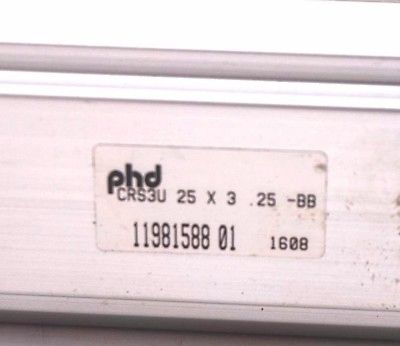 phd
CRS3U 25 X 3 .25 -BB
11981588 01 1608